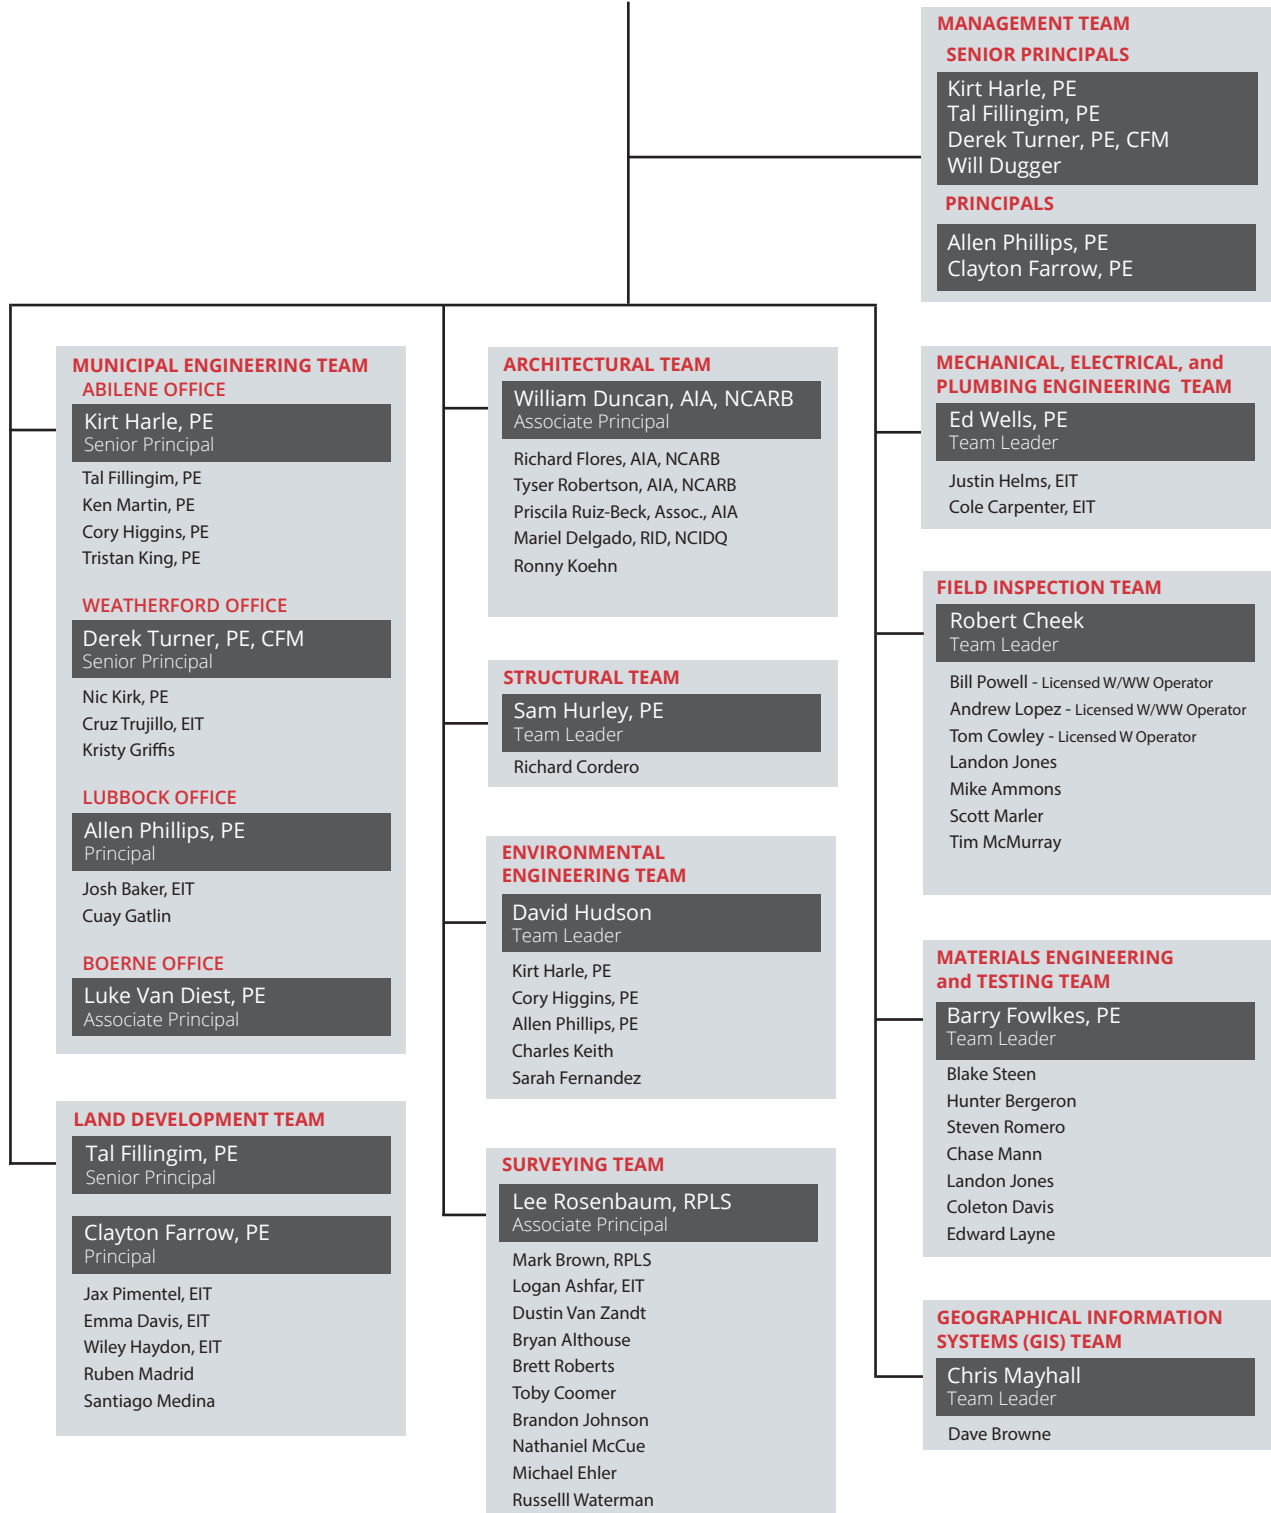 MANAGEMENT TEAM
SENIOR PRINCIPALS
Kirt Harle, PE
Tal Fillingim, PE
Derek Turner, PE, CFM
Will Dugger
PRINCIPALS
Allen Phillips, PE
Clayton Farrow, PE
MUNICIPAL ENGINEERING TEAM
ABILENE OFFICE
Kirt Harle, PE
Senior Principal
Tal Fillingim, PE
Ken Martin, PE
Cory Higgins, PE
Tristan King, PE
WEATHERFORD OFFICE
Derek Turner, PE, CFM
Senior Principal
Nic Kirk, PE
Cruz Trujillo, EIT
Kristy Griffis
LUBBOCK OFFICE
Allen Phillips, PE
Principal
Josh Baker, EIT
Cuay Gatlin
BOERNE OFFICE
Luke Van Diest, PE
Associate Principal
LAND DEVELOPMENT TEAM
Tal Fillingim, PE
Senior Principal
Clayton Farrow, PE
Principal
Jax Pimentel, EIT
Emma Davis, EIT
Wiley Haydon, EIT
Ruben Madrid
Santiago Medina
ARCHITECTURAL TEAM
William Duncan, AIA, NCARB
Associate Principal
Richard Flores, AIA, NCARB
Tyser Robertson, AIA, NCARB
Priscila Ruiz-Beck, Assoc., AIA
Mariel Delgado, RID, NCIDQ
Ronny Koehn
STRUCTURAL TEAM
Sam Hurley, PE
Team Leader
Richard Cordero
ENVIRONMENTAL
ENGINEERING TEAM
David Hudson
Team Leader
Kirt Harle, PE
Cory Higgins, PE
Allen Phillips, PE
Charles Keith
Sarah Fernandez
SURVEYING TEAM
Lee Rosenbaum, RPLS
Associate Principal
Mark Brown, RPLS
Logan Ashfar, EIT
Dustin Van Zandt
Bryan Althouse
Brett Roberts
Toby Coomer
Brandon Johnson
Nathaniel McCue
Michael Ehler
Russelll Waterman
MECHANICAL, ELECTRICAL, and
PLUMBING ENGINEERING TEAM
Ed Wells, PE
Team Leader
Justin Helms, EIT
Cole Carpenter, EIT
FIELD INSPECTION TEAM
Robert Cheek
Team Leader
Bill Powell - Licensed W/WW Operator
Andrew Lopez - Licensed W/WW Operator
Tom Cowley - Licensed W Operator
Landon Jones
Mike Ammons
Scott Marler
Tim McMurray
MATERIALS ENGINEERING
and TESTING TEAM
Barry Fowlkes, PE
Team Leader
Blake Steen
Hunter Bergeron
Steven Romero
Chase Mann
Landon Jones
Coleton Davis
Edward Layne
GEOGRAPHICAL INFORMATION
SYSTEMS (GIS) TEAM
Chris Mayhall
Team Leader
Dave Browne